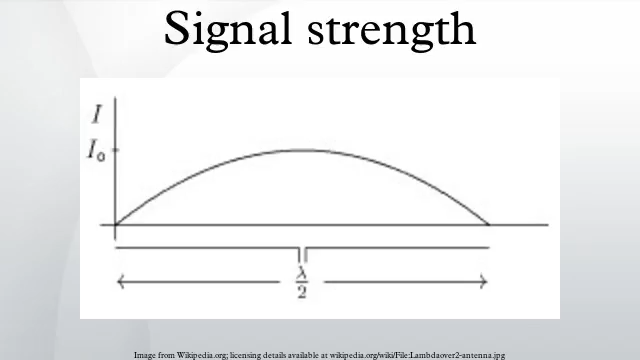 Signal strength
I
I₀
λ
2
Image from Wikipedia.org; licensing details available at wikipedia.org/wiki/File:Lambdaover2-antenna.jpg